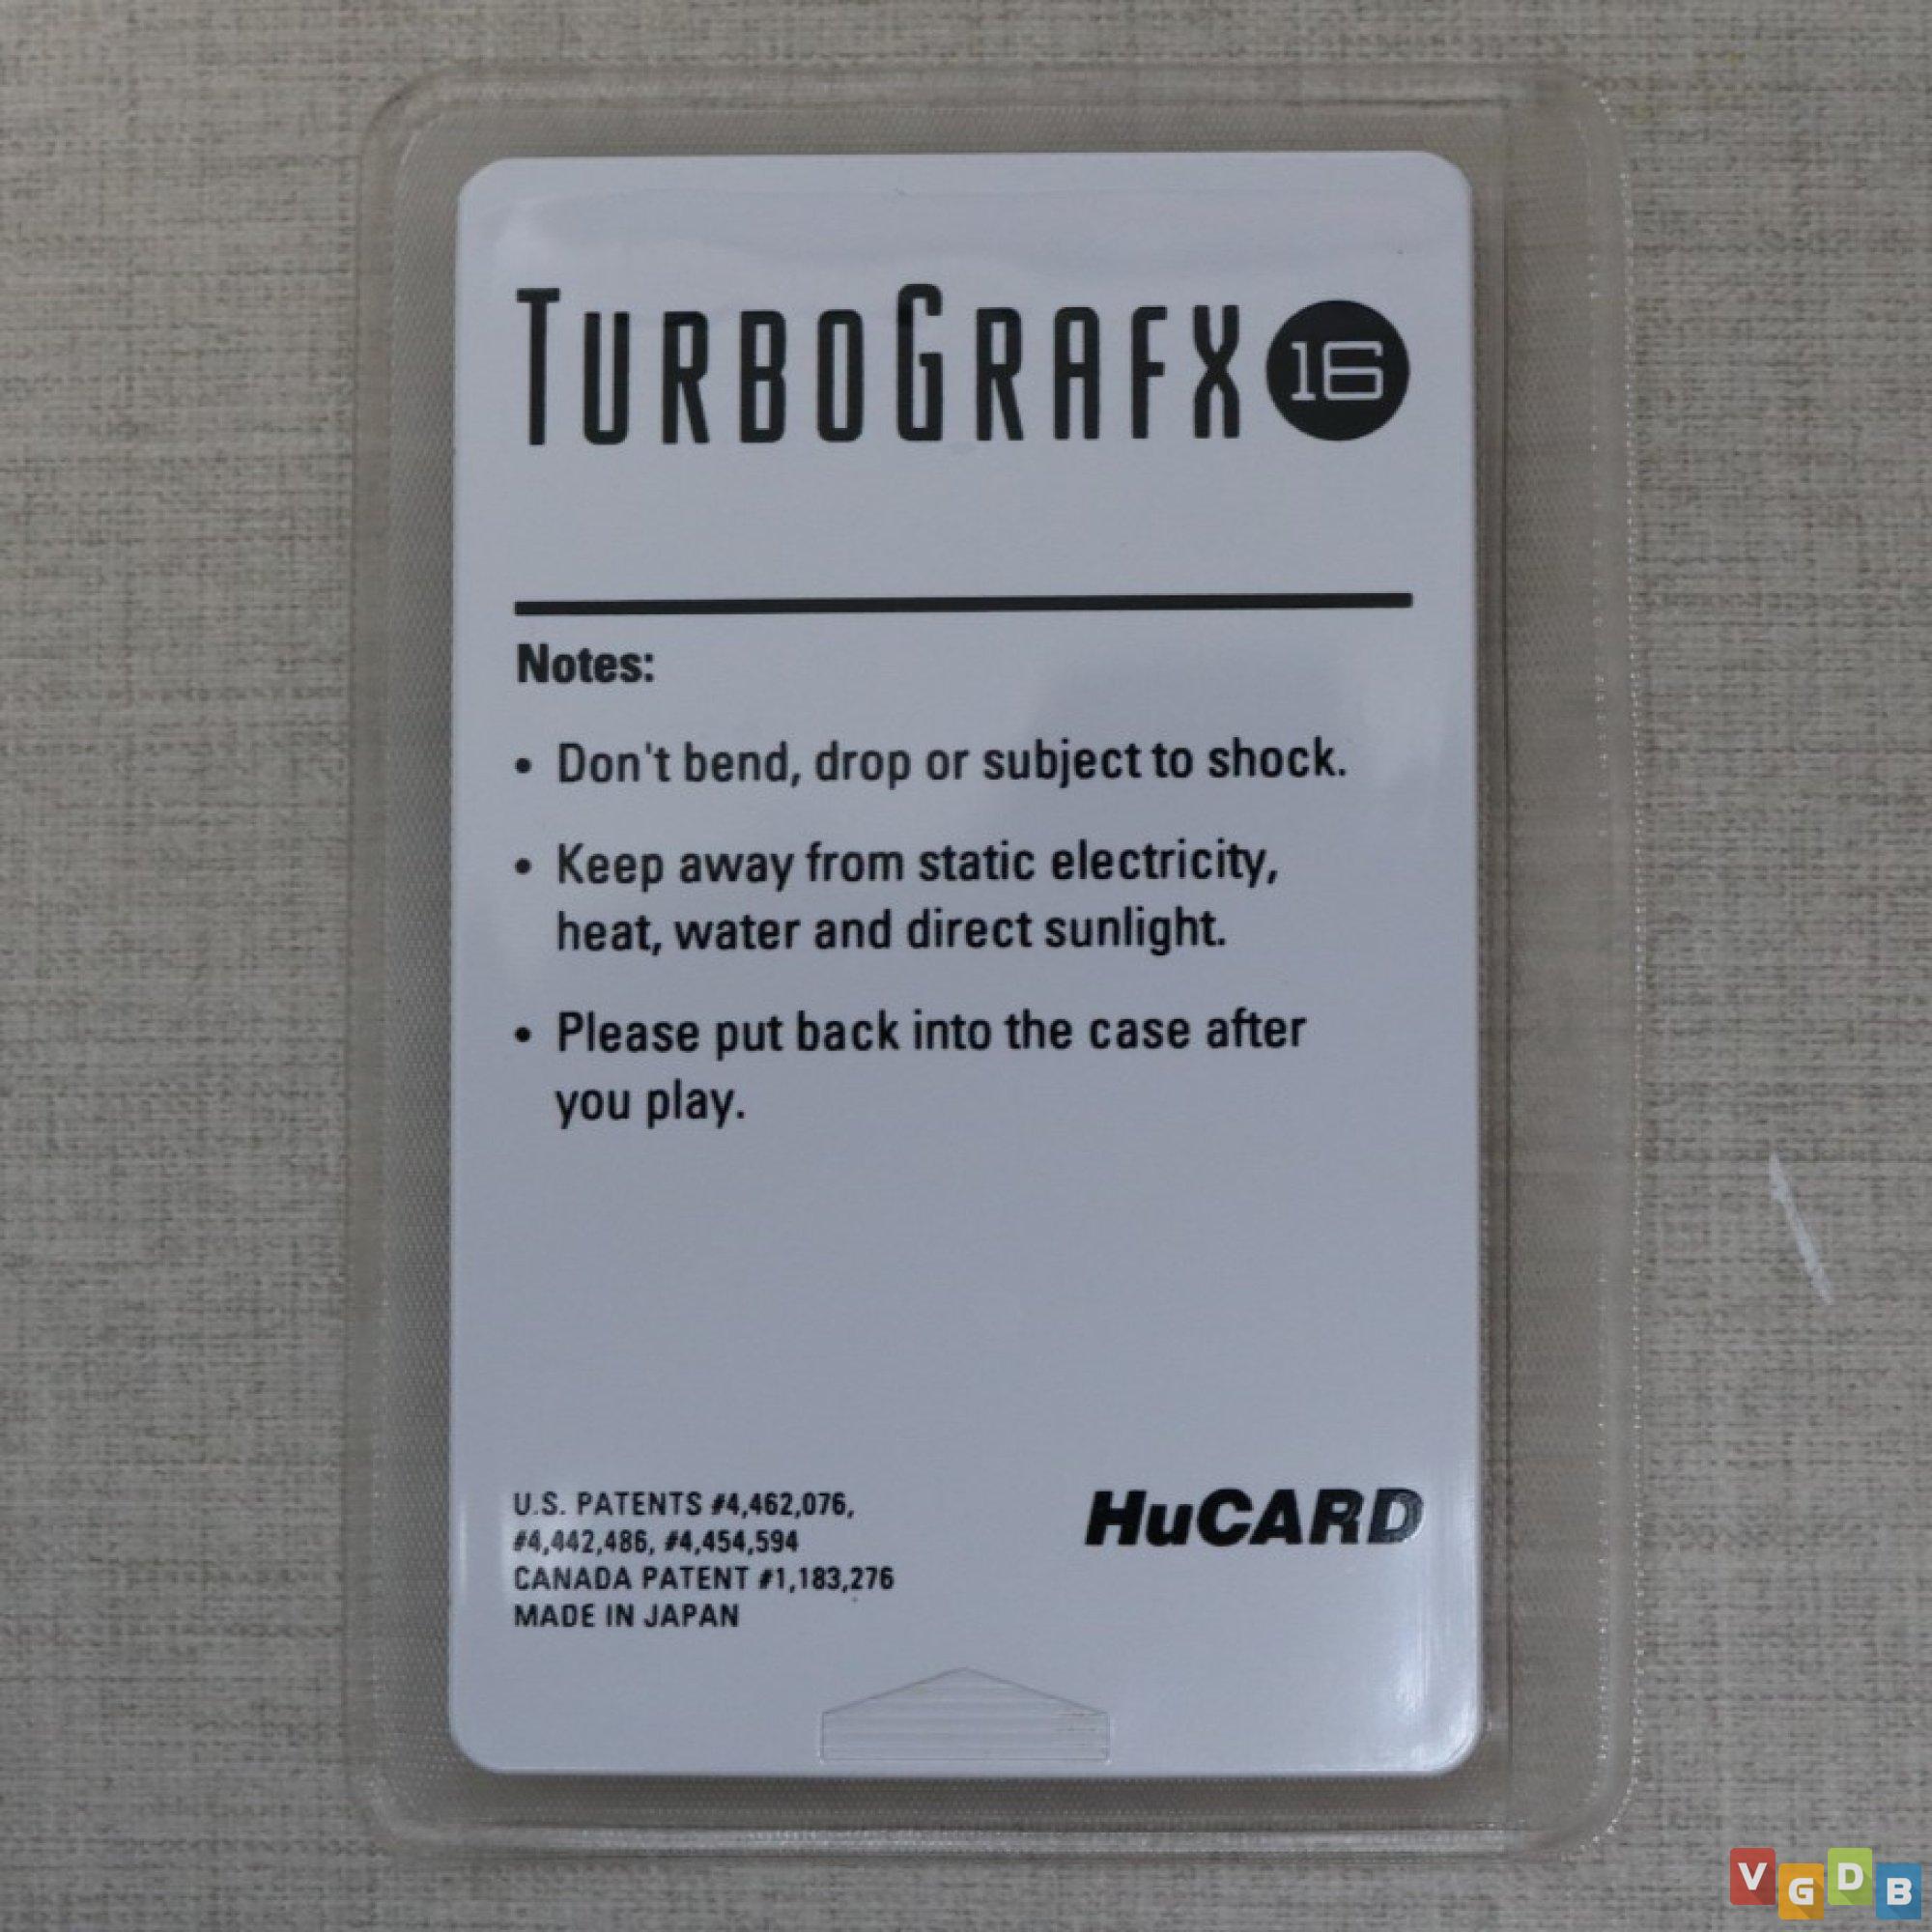 TURBOGRAFX 16
Notes:
• Don't bend, drop or subject to shock.
• Keep away from static electricity,
heat, water and direct sunlight.
• Please put back into the case after
you play.
U.S. PATENTS #4,462,076,
#4,442,486, #4,454,594
CANADA PATENT #1,183,276
MADE IN JAPAN
HuCARD
VGDB